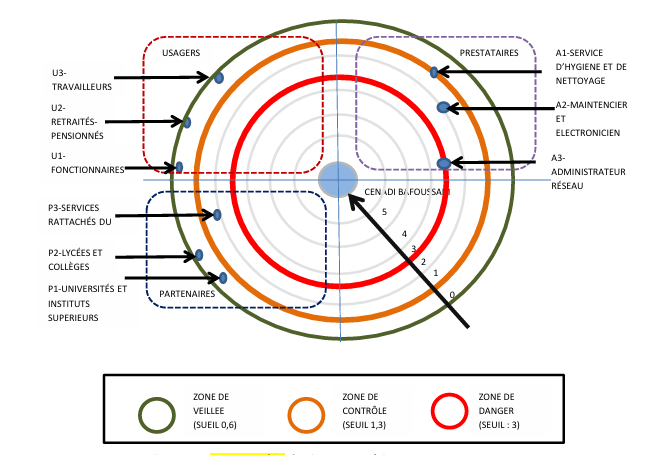 USAGERS
PRESTATAIRES
U3-
TRAVAILLEURS
U2-
RETRAITÉS-
PENSIONNÉS
U1-
FONCTIONNAIRES
P3-SERVICES
RATTACHÉS DU
P2-LYCÉES ET
COLLÈGES
P1-UNIVERSITÉS ET
INSTITUTS
SUPERIEURS
PARTENAIRES
A1-SERVICE
D'HYGIENE ET DE
NETTOYAGE
A2-MAINTENCIER
ET
ELECTRONICIEN
A3-
ADMINISTRATEUR
RÉSEAU
CENADI BAFOUSSAM
5
4
3
2
1
0
ZONE DE
VEILLEE
(SUEIL 0,6)
ZONE DE
CONTRÔLE
(SEUIL 1,3)
ZONE DE
DANGER
(SEUIL : 3)